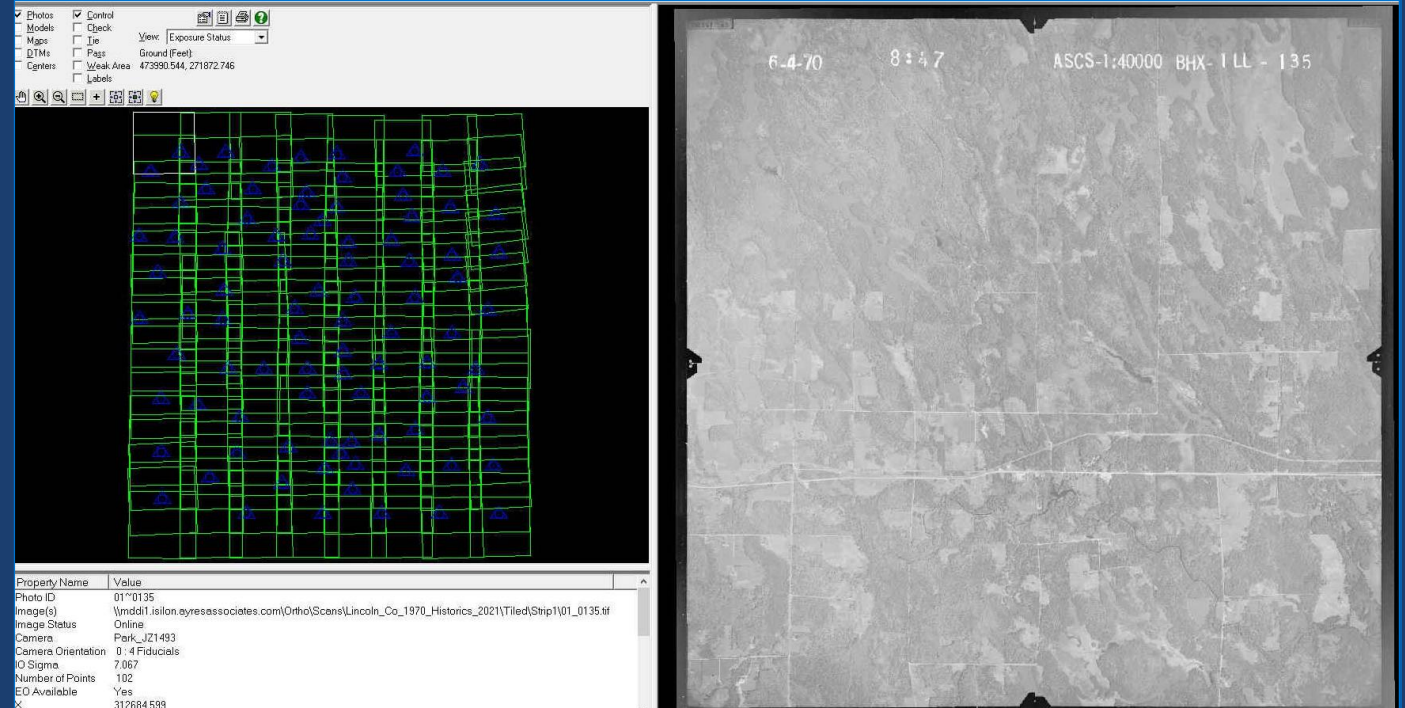 Photos Control
Models Check
Maps Tie View: Exposure Status
DTMs Pass Ground (Feet):
Centers Weak Area 473990.544, 271872.746
Labels
Property Name Value
Photo ID 01~0135
Image(s) \\mddi1.isilon.ayresassociates.com\Ortho\Scans\Lincoln_Co_1970_Historics_2021\Tiled\Strip1\01_0135.tif
Image Status Online
Camera Park_JZ1493
Camera Orientation 0 : 4 Fiducials
IO Sigma 7.067
Number of Points 102
EO Available Yes
X 312684.599
6-4-70 8:47 ASCS-1:40000 BHX- 1 LL - 135